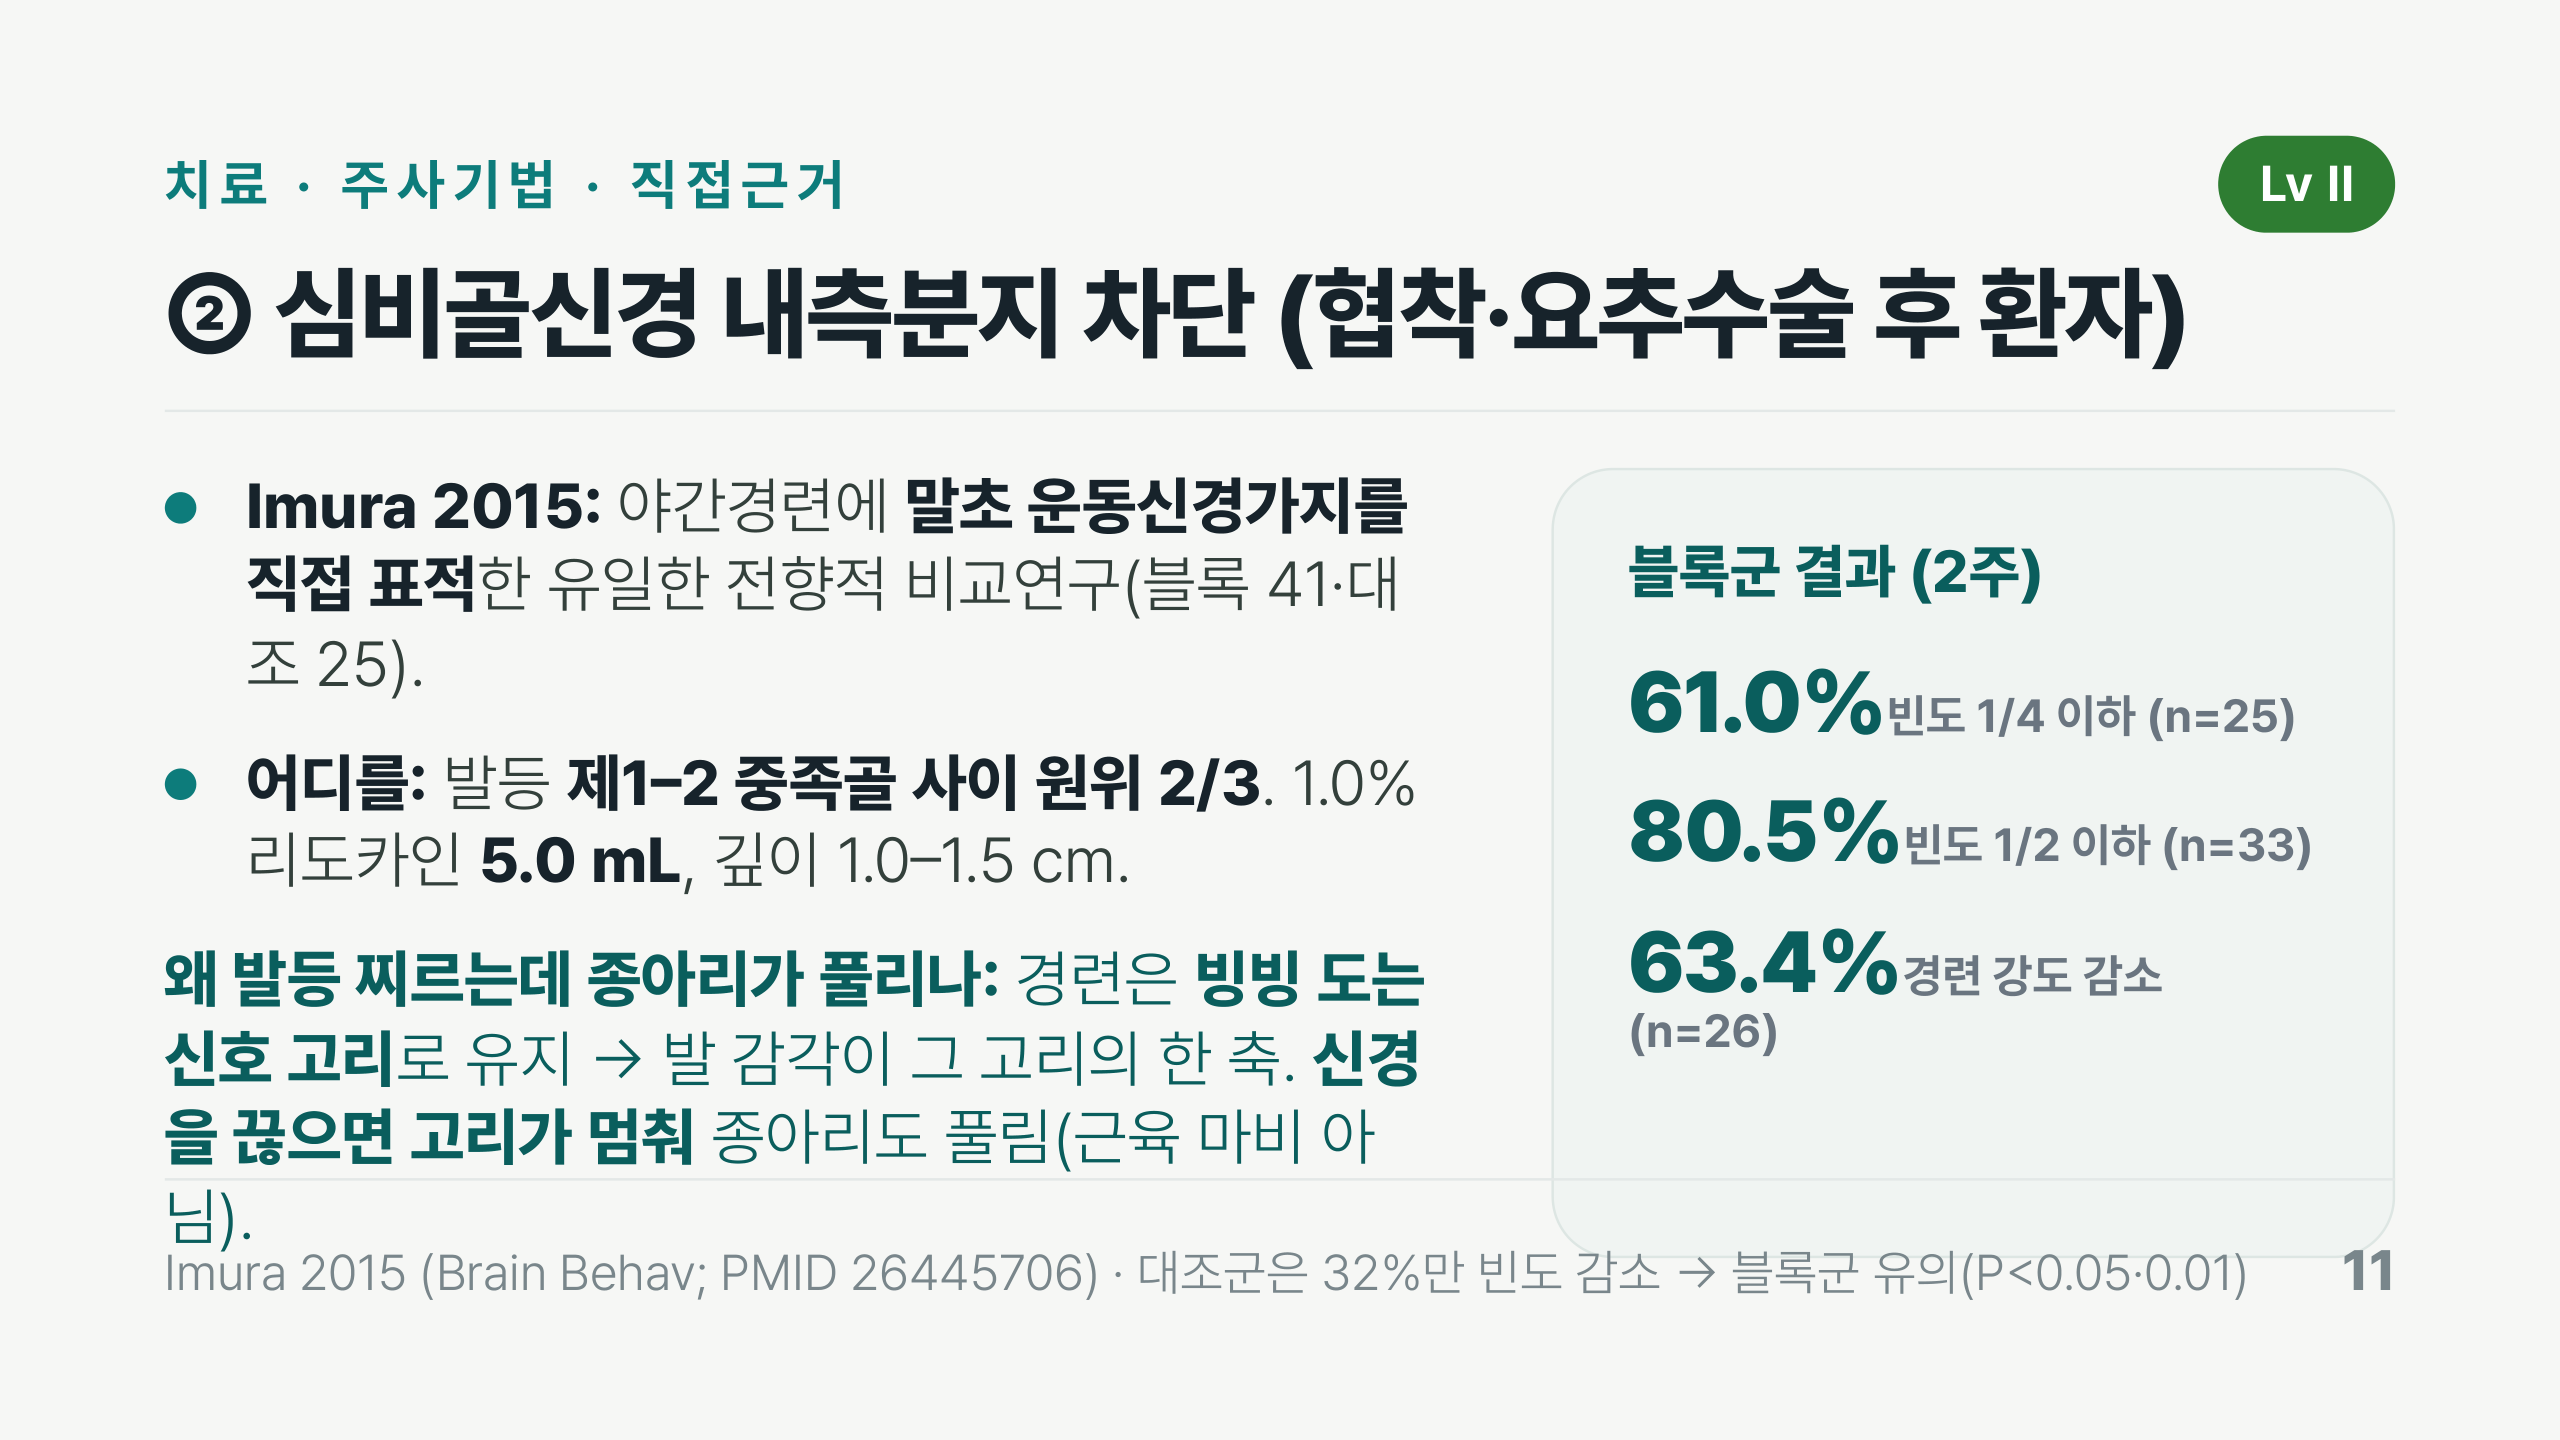 치료 · 주사기법 · 직접근거
Lv II
② 심비골신경 내측분지 차단 (협착·요추수술 후 환자)
Imura 2015: 야간경련에 말초 운동신경가지를
직접 표적한 유일한 전향적 비교연구(블록 41·대
조 25).
어디를: 발등 제1–2 중족골 사이 원위 2/3. 1.0%
리도카인 5.0 mL, 깊이 1.0–1.5 cm.
왜 발등 찌르는데 종아리가 풀리나: 경련은 빙빙 도는
신호 고리로 유지 → 발 감각이 그 고리의 한 축. 신경
을 끊으면 고리가 멈춰 종아리도 풀림(근육 마비 아
님).
블록군 결과 (2주)
61.0% 빈도 1/4 이하 (n=25)
80.5% 빈도 1/2 이하 (n=33)
63.4% 경련 강도 감소
(n=26)
Imura 2015 (Brain Behav; PMID 26445706) · 대조군은 32%만 빈도 감소 → 블록군 유의(P<0.05·0.01)
11